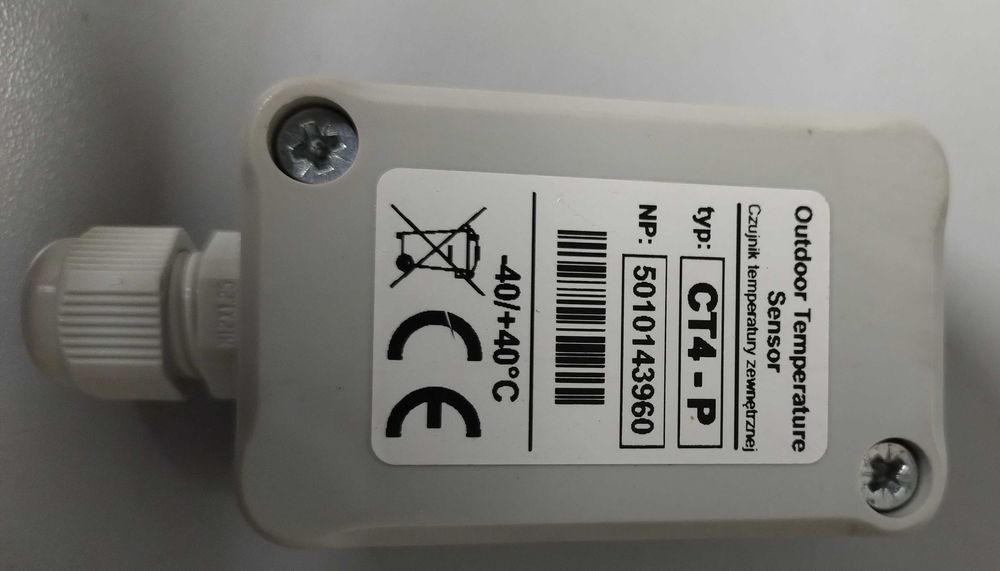 Outdoor Temperature
Sensor
Czujnik temperatury zewnętrznej
typ: CT4 - P
NP: 5010143960
-40/+40°C
CE